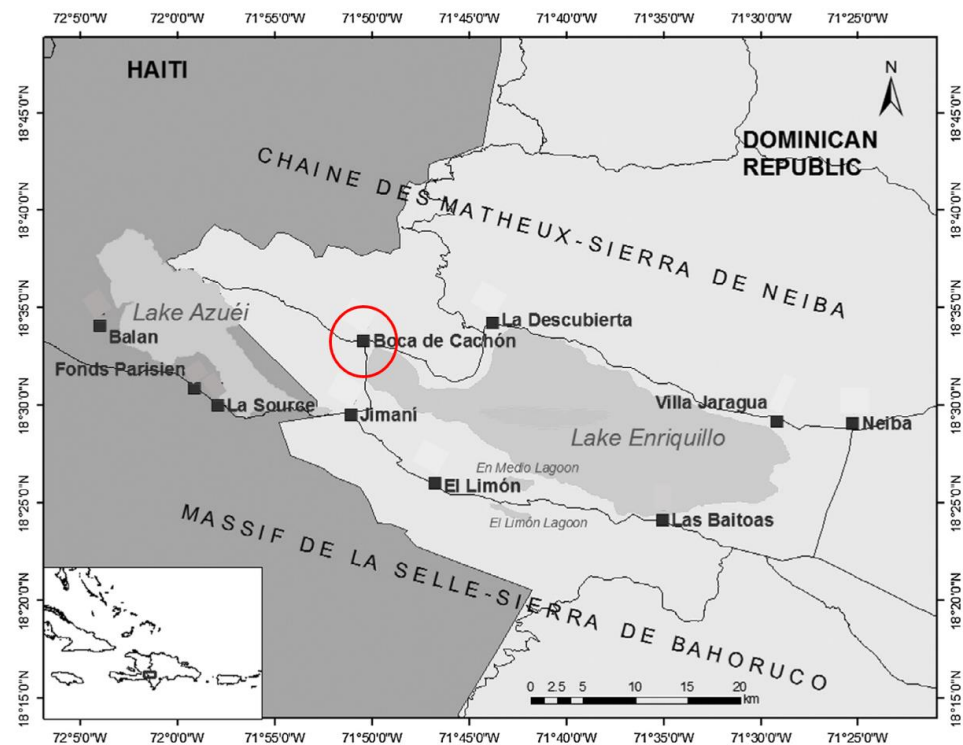 72°5'0"W 72°0'0"W 71°55'0"W 71°50'0"W 71°45'0"W 71°40'0"W 71°35'0"W 71°30'0"W 71°25'0"W
HAITI
N
DOMINICAN
REPUBLIC
18°45'0"N
18°45'0"N
CHAINE DES MATHEUX-SIERRA DE NEIBA
18°40'0"N
18°40'0"N
18°35'0"N
18°35'0"N
Lake Azuéi
La Descubierta
Balan
Boca de Cachón
Fonds Parisien
Villa Jaragua
18°30'0"N
18°30'0"N
La Source
Jimaní
Neiba
Lake Enriquillo
En Medio Lagoon
El Limón
18°25'0"N
18°25'0"N
El Limón Lagoon
Las Baitoas
MASSIF DE LA SELLE-SIERRA DE BAHORUCO
18°20'0"N
18°20'0"N
18°15'0"N
18°15'0"N
0 2.5 5 10 15 20
km
72°5'0"W 72°0'0"W 71°55'0"W 71°50'0"W 71°45'0"W 71°40'0"W 71°35'0"W 71°30'0"W 71°25'0"W